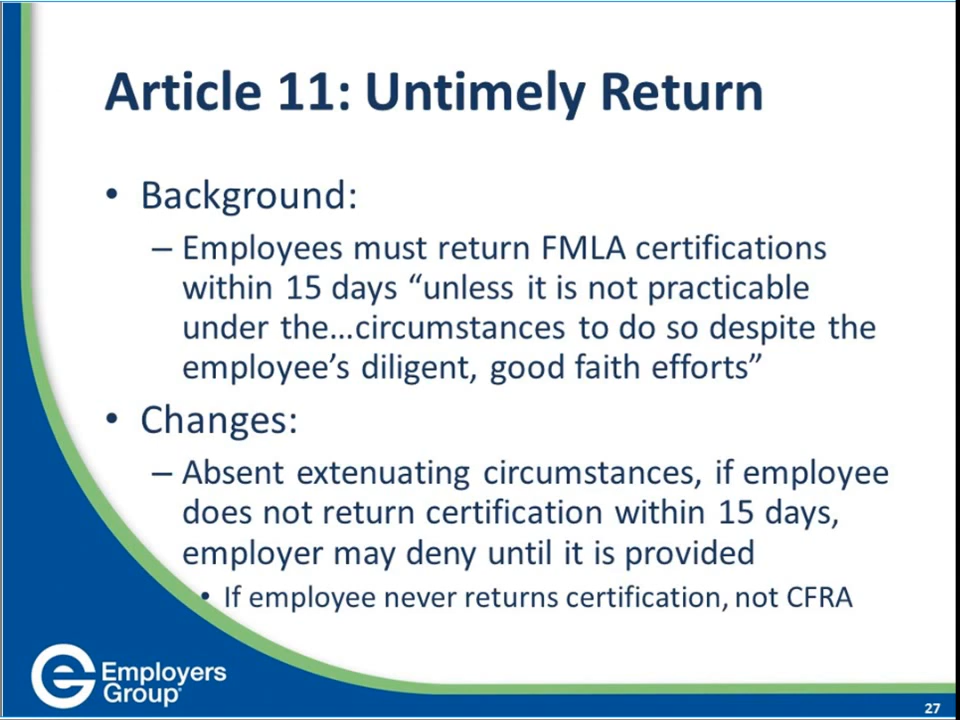 Article 11: Untimely Return
• Background:
– Employees must return FMLA certifications
within 15 days “unless it is not practicable
under the…circumstances to do so despite the
employee’s diligent, good faith efforts”
• Changes:
– Absent extenuating circumstances, if employee
does not return certification within 15 days,
employer may deny until it is provided
• If employee never returns certification, not CFRA
e Employers
Group
27